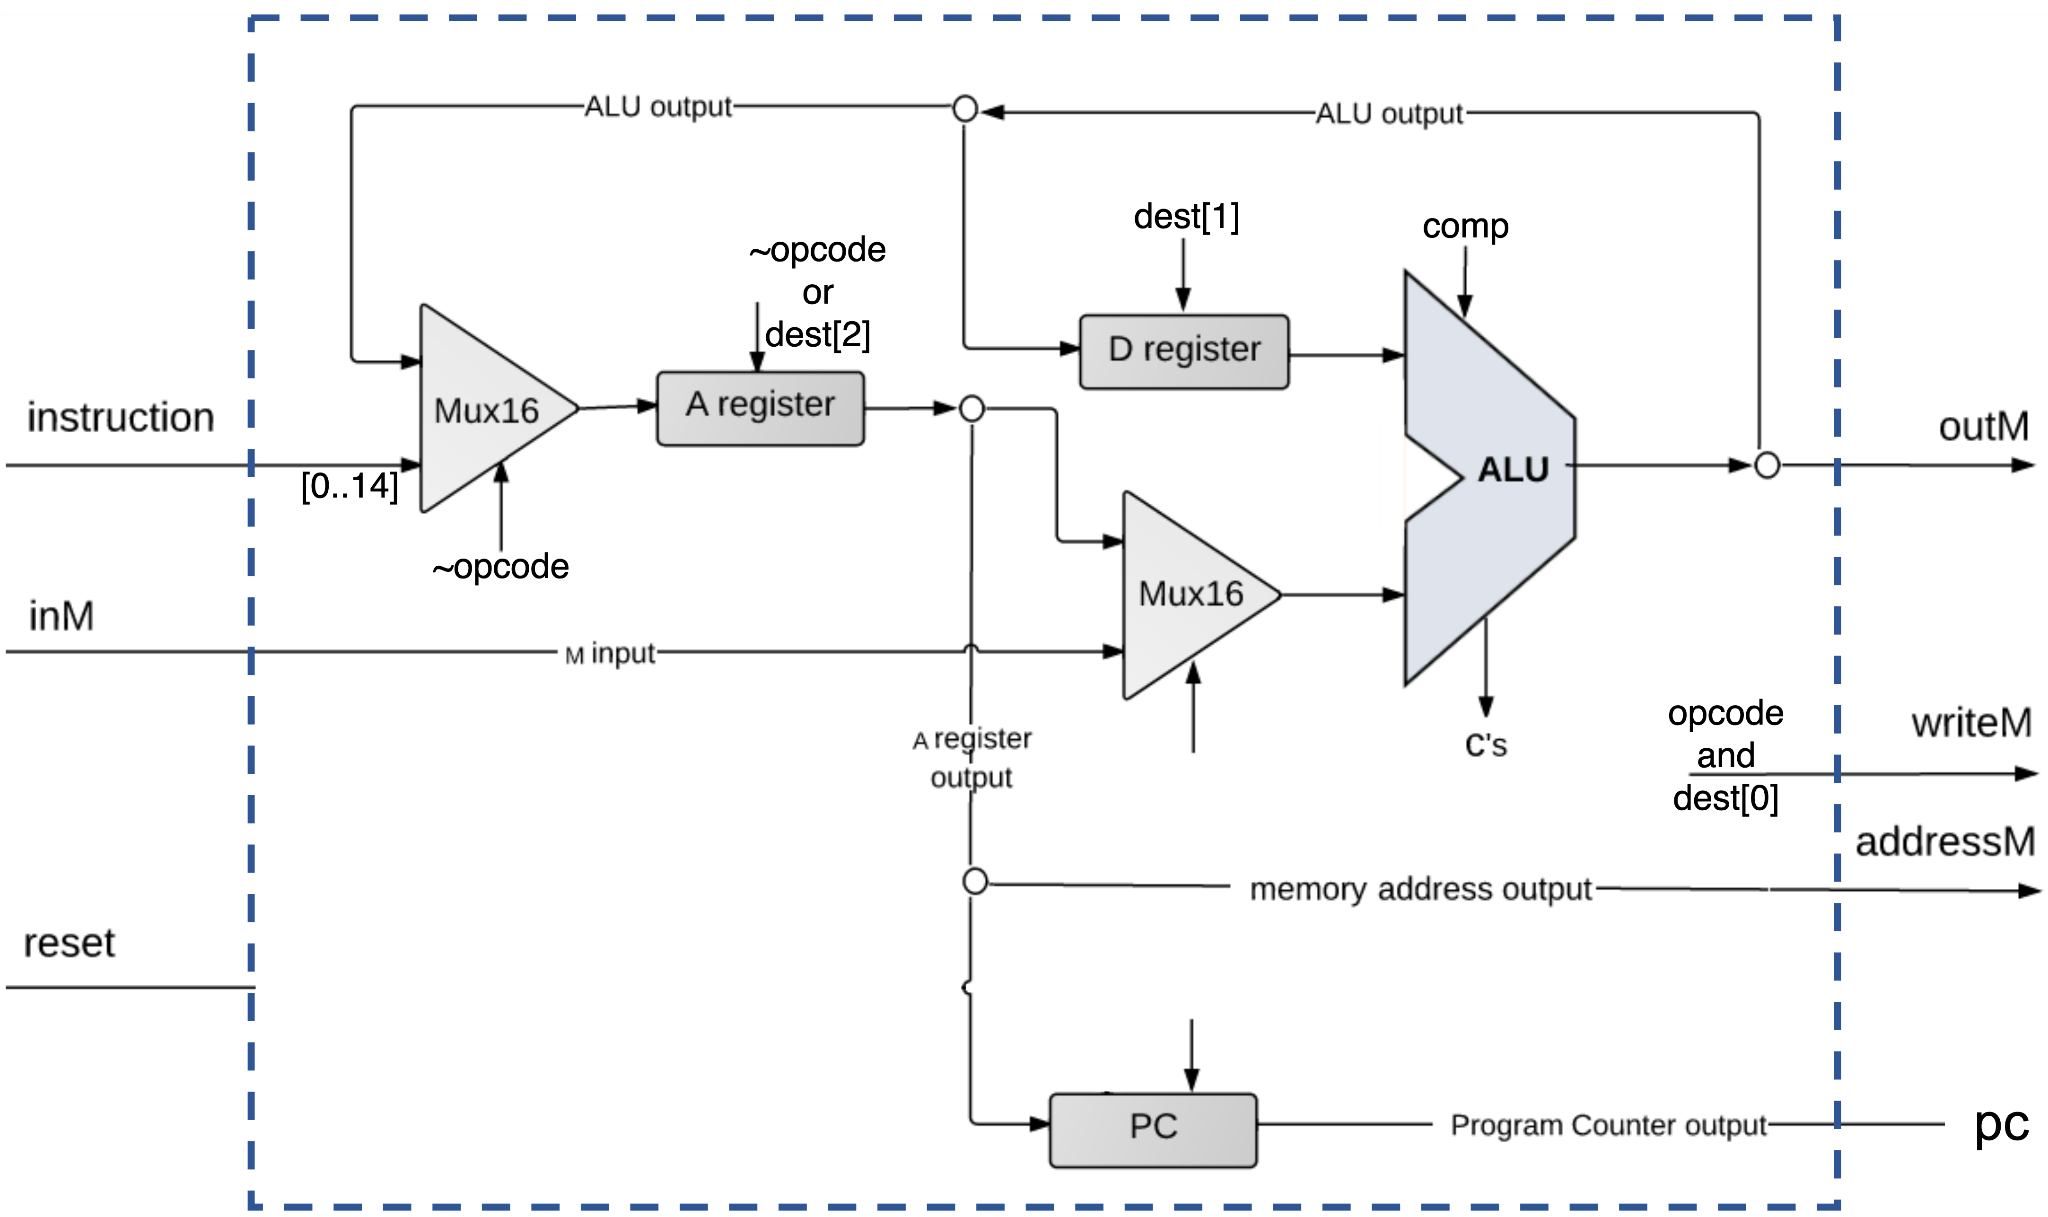 ALU output
ALU output
dest[1]
comp
~opcode
or
dest[2]
D register
instruction
Mux16
A register
outM
[0..14]
ALU
~opcode
inM
Mux16
M input
opcode
and
dest[0]
writeM
A register
output
C's
addressM
memory address output
reset
PC
Program Counter output
pc